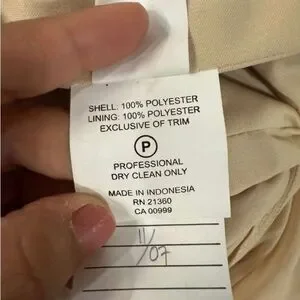 SHELL: 100% POLYESTER
LINING: 100% POLYESTER
EXCLUSIVE OF TRIM
P
PROFESSIONAL
DRY CLEAN ONLY
MADE IN INDONESIA
RN 21360
CA 00999
11/07